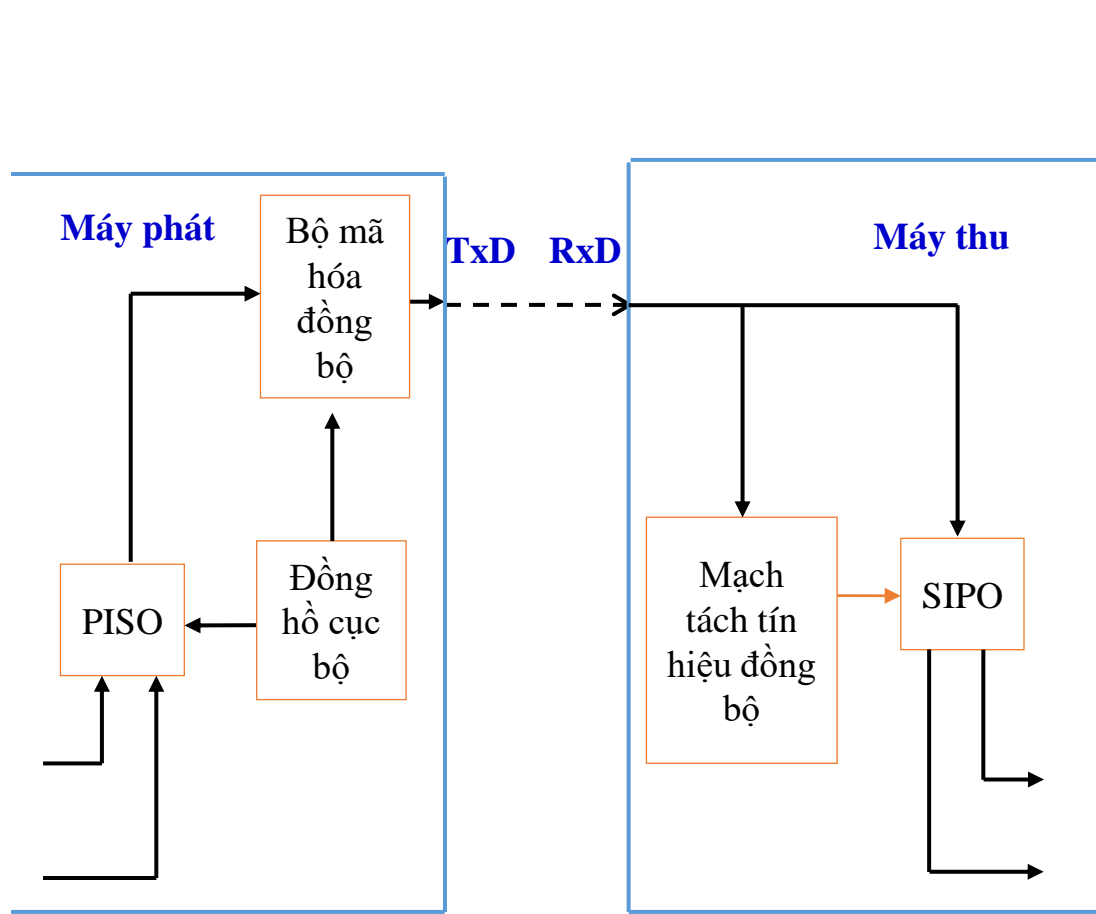 Máy phát
Bộ mã
hóa
đồng
bộ
TxD
RxD
Máy thu
PISO
Đồng
hồ cục
bộ
Mạch
tách tín
hiệu đồng
bộ
SIPO